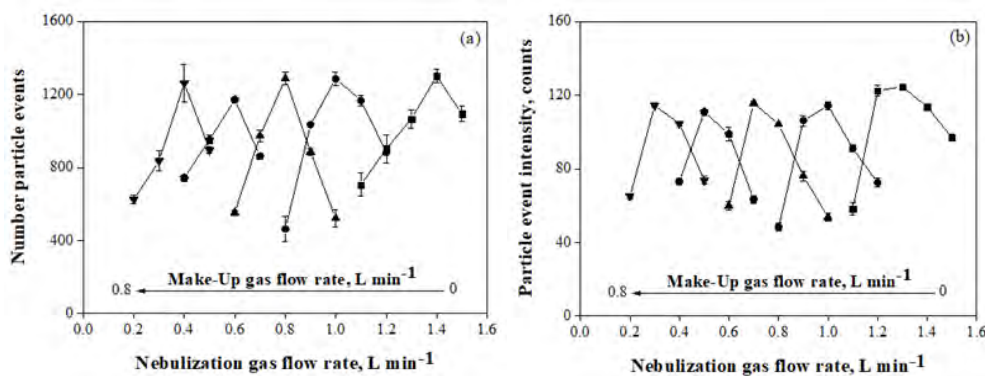 1600
1200
800
400
0
Number particle evens
(a)
Make-Up gas flow rate, L min-1
0.8
0
0.0 0.2 0.4 0.6 0.8 1.0 1.2 1.4 1.6
Nebulization gas flow rate, L min-1
160
120
80
40
0
Particle event intensity, counts
(b)
Make-Up gas flow rate, L min-1
0.8
0
0.0 0.2 0.4 0.6 0.8 1.0 1.2 1.4 1.6
Nebulization gas flow rate, L min-1